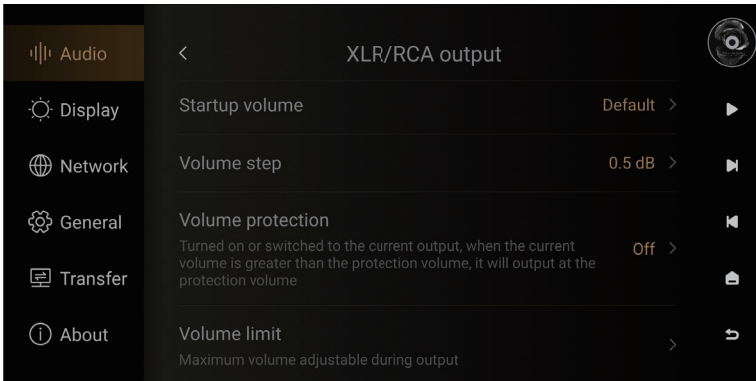 Audio
XLR/RCA output
Startup volume
Default
Display
Volume step
0.5 dB
Network
Volume protection
Turned on or switched to the current output, when the current
volume is greater than the protection volume, it will output at the
protection volume
Off
General
Transfer
Volume limit
Maximum volume adjustable during output
About